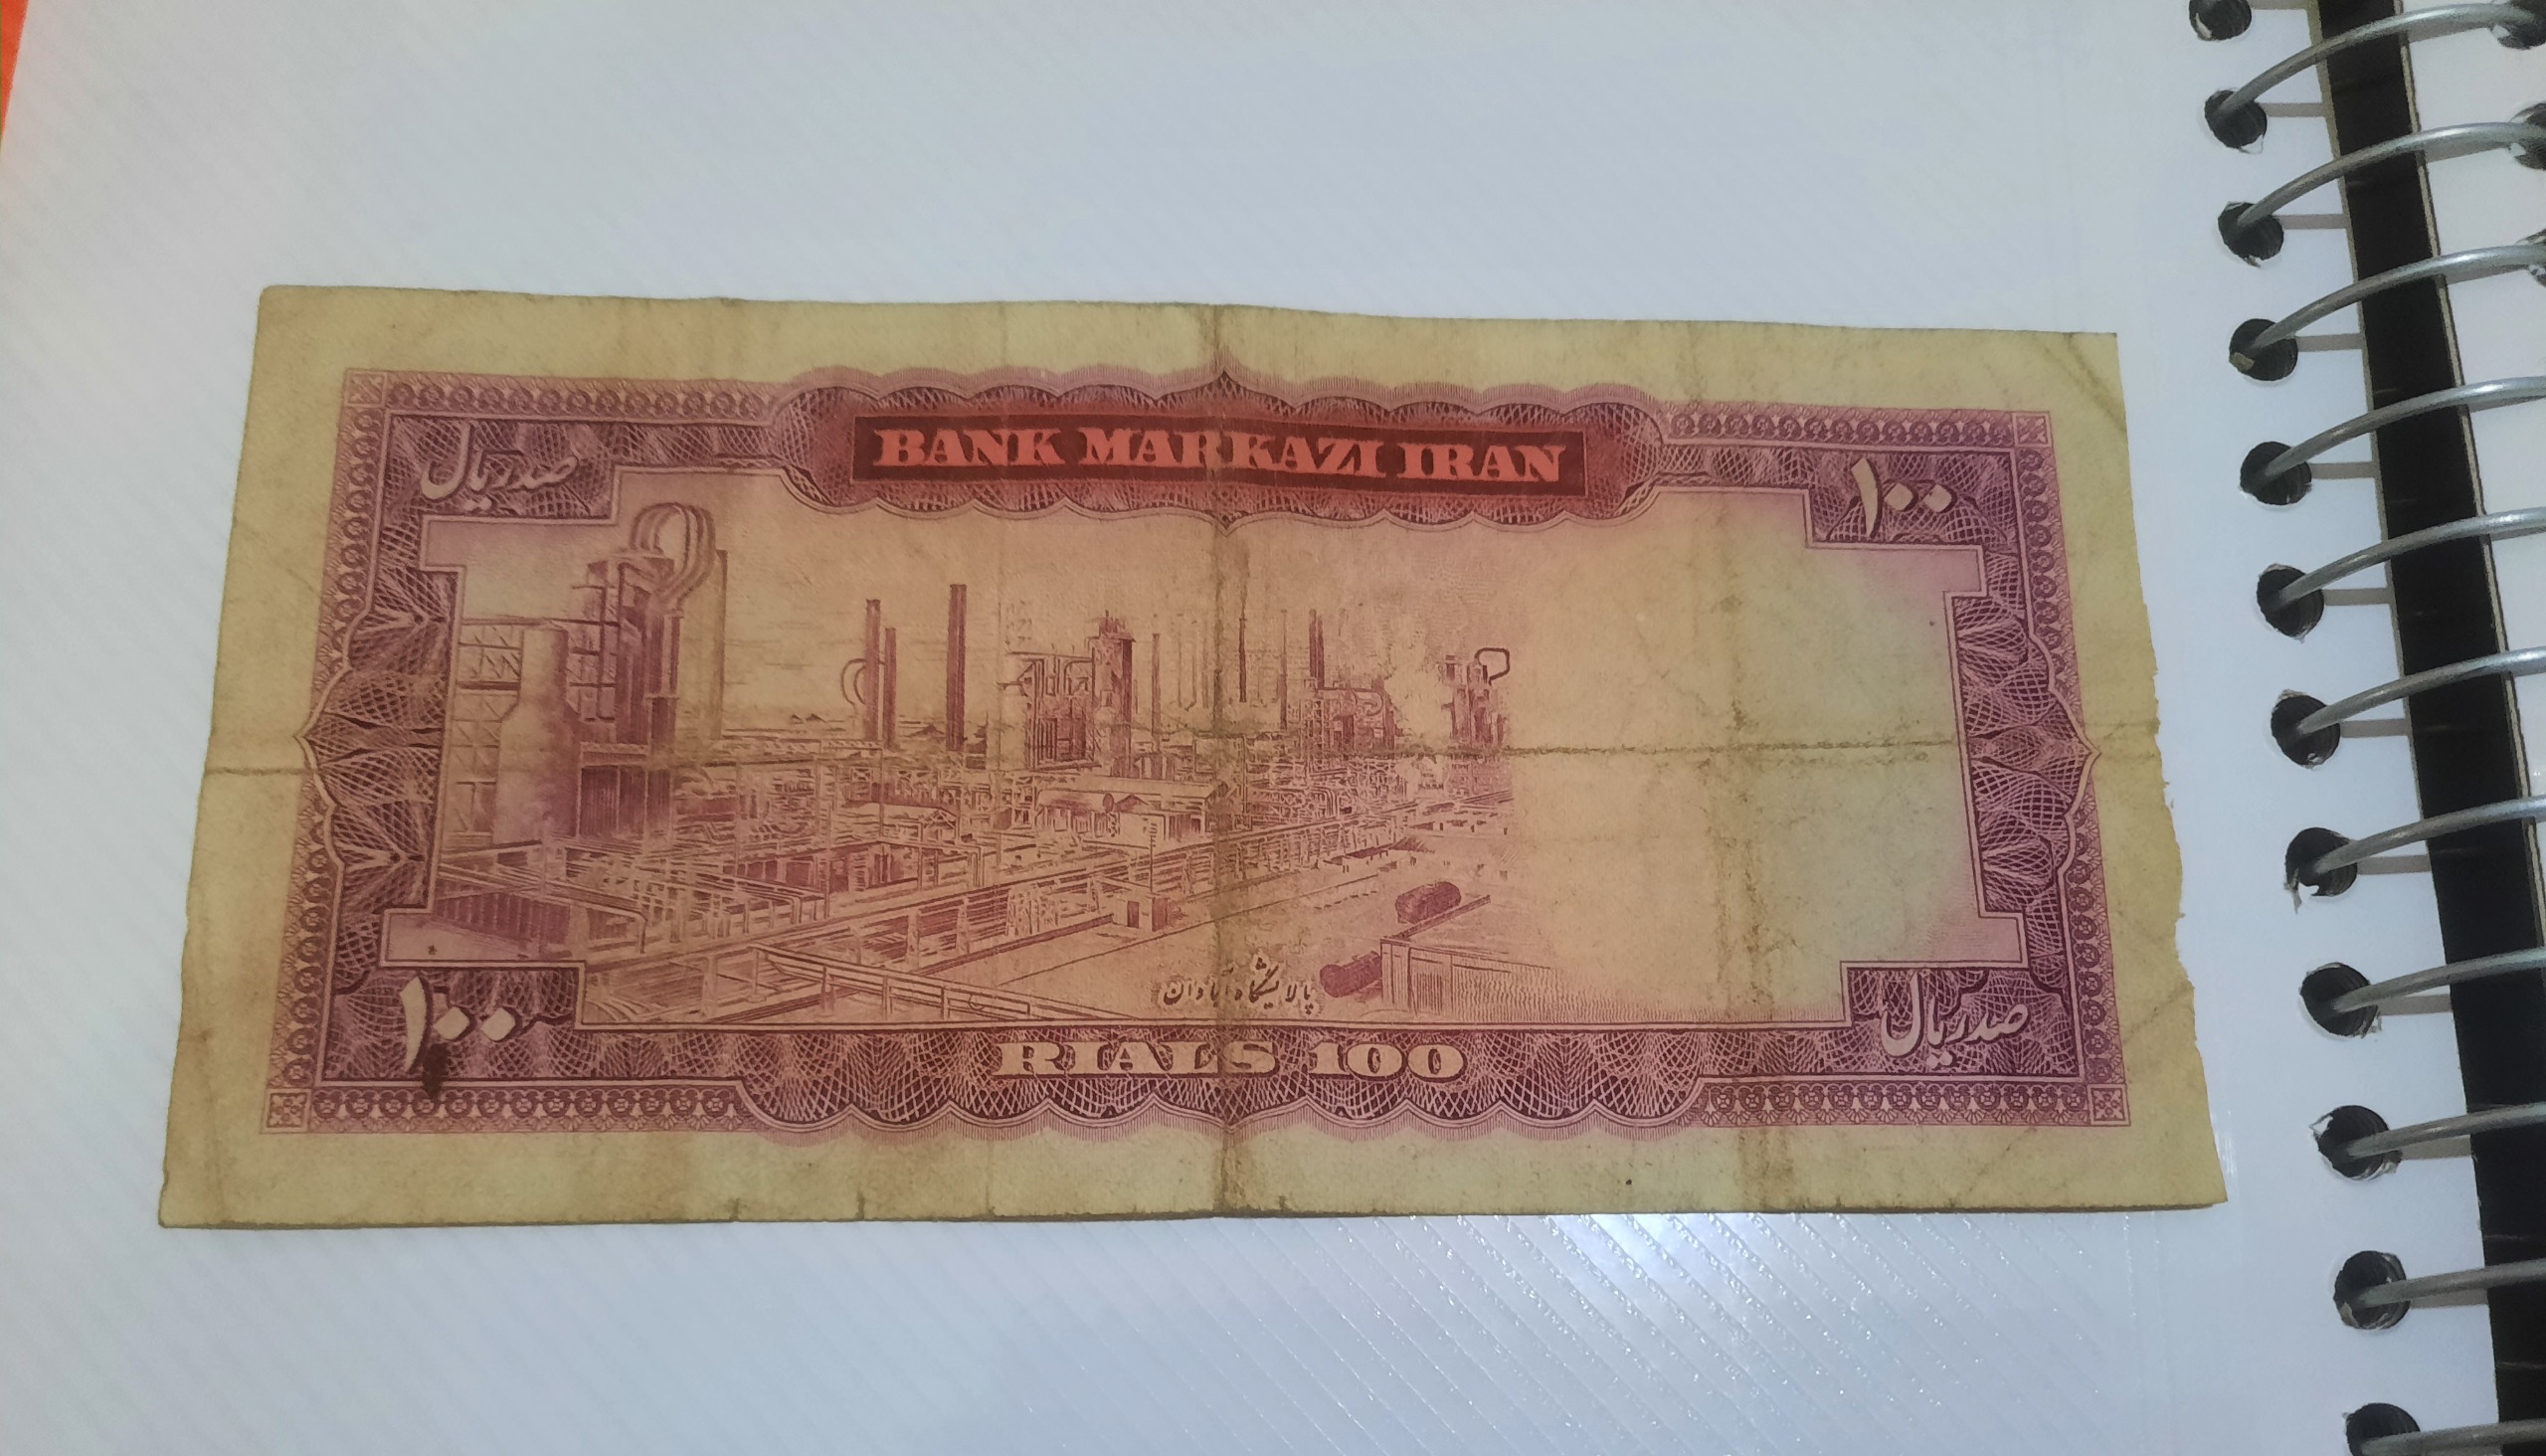 BANK MARKAZI IRAN
صد ریال
۱۰۰
پالایشگاه آبادان
۱۰۰
RIALS 100
صد ریال